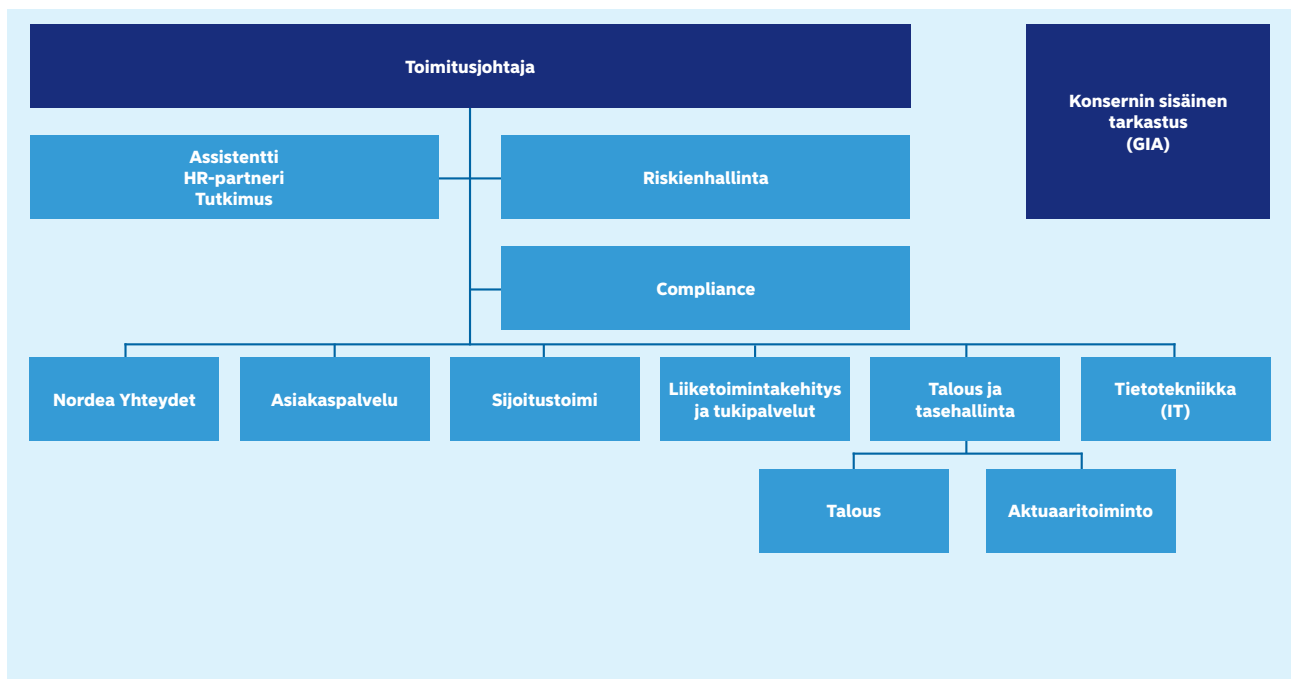 Toimitusjohtaja
Konsernin sisäinen
tarkastus
(GIA)
Assistentti
HR-partneri
Tutkimus
Riskienhallinta
Compliance
Nordea Yhteydet
Asiakaspalvelu
Sijoitustoimi
Liiketoimintakehitys
ja tukipalvelut
Talous ja
tasehallinta
Tietotekniikka
(IT)
Talous
Aktuaaritoiminto